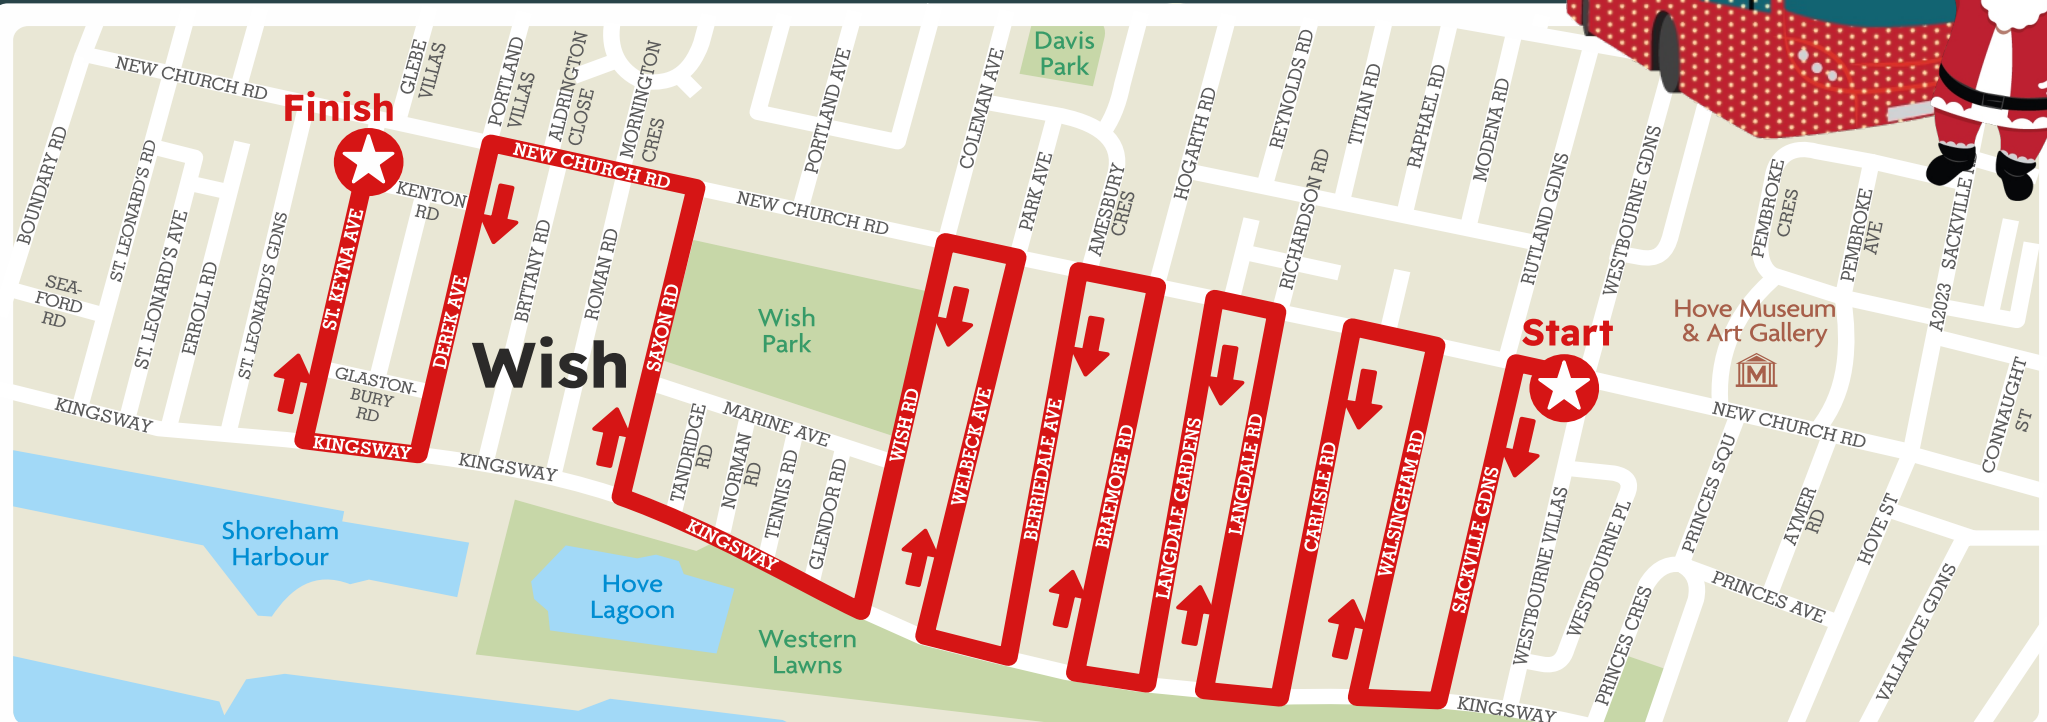 NEW CHURCH RD
GLEBE
VILLAS
PORTLAND
VILLAS
ALDRINGTON
CLOSE
MORNINGTON
CRES
PORTLAND AVE
COLEMAN AVE
Davis
Park
HOGARTH RD
REYNOLDS RD
TITIAN RD
RAPHAEL RD
MODENA RD
Finish
BOUNDARY RD
ST. LEONARD'S RD
ST. LEONARD'S AVE
ERROLL RD
ST. LEONARD'S GDNS
SEA-
FORD
RD
ST. KEYNA AVE
KENTON
RD
NEW CHURCH RD
DEREK AVE
BRITTANY RD
ROMAN RD
SAXON RD
NEW CHURCH RD
PARK AVE
AMESBURY
CRES
RICHARDSON RD
RUTLAND GDNS
WESTBOURNE GDNS
PEMBROKE
CRES
PEMBROKE
AVE
A2023 SACKVILLE
Wish
Park
Hove Museum
& Art Gallery
M
Start
Wish
GLASTON-
BURY
RD
KINGSWAY
KINGSWAY
KINGSWAY
MARINE AVE
TANDRIDGE
RD
NORMAN
RD
TENNIS RD
GLENDOR RD
KINGSWAY
WISH RD
WELBECK AVE
BERRIEDALE AVE
BRAEMORE RD
LANGDALE GARDENS
LANGDALE RD
CARLISLE RD
WALSINGHAM RD
SACKVILLE GDNS
WESTBOURNE VILLAS
WESTBOURNE PL
PRINCES SQU
NEW CHURCH RD
CONNAUGHT
ST
AYMER
RD
HOVE ST
PRINCES AVE
PRINCES CRES
VALLANCE GDNS
KINGSWAY
Shoreham
Harbour
Hove
Lagoon
Western
Lawns